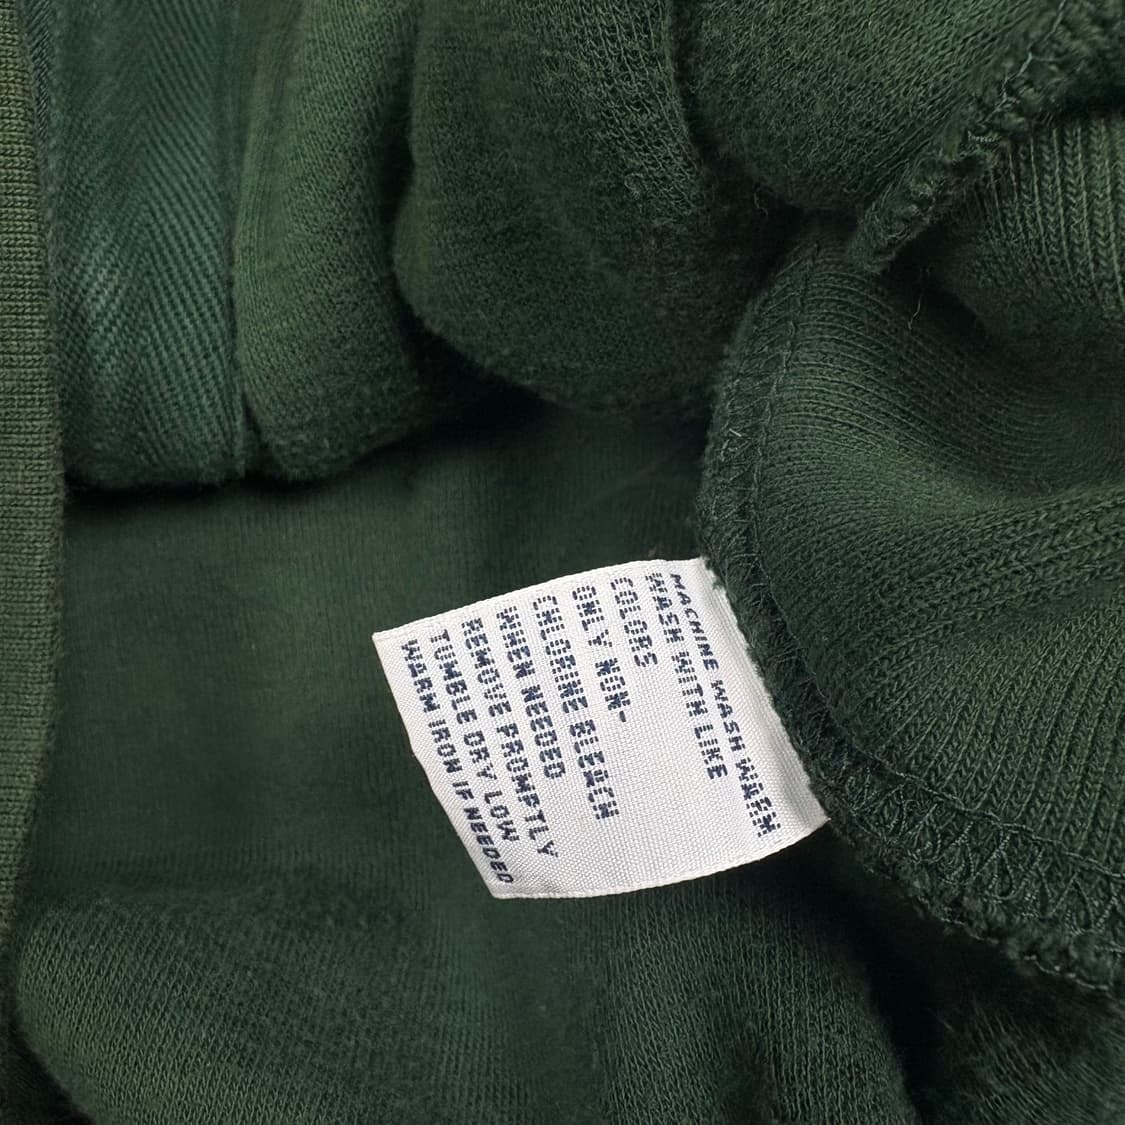 MACHINE WASH WARM
WASH WITH LIKE
COLORS
ONLY NON-
CHLORINE BLEACH
WHEN NEEDED
REMOVE PROMPTLY
TUMBLE DRY LOW
WARM IRON IF NEEDED